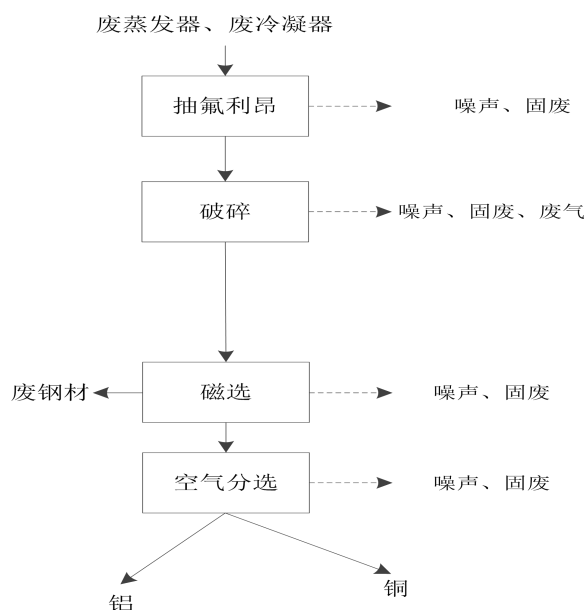 废蒸发器、废冷凝器
抽氟利昂
噪声、固废
破碎
噪声、固废、废气
废钢材
磁选
噪声、固废
空气分选
噪声、固废
铝
铜